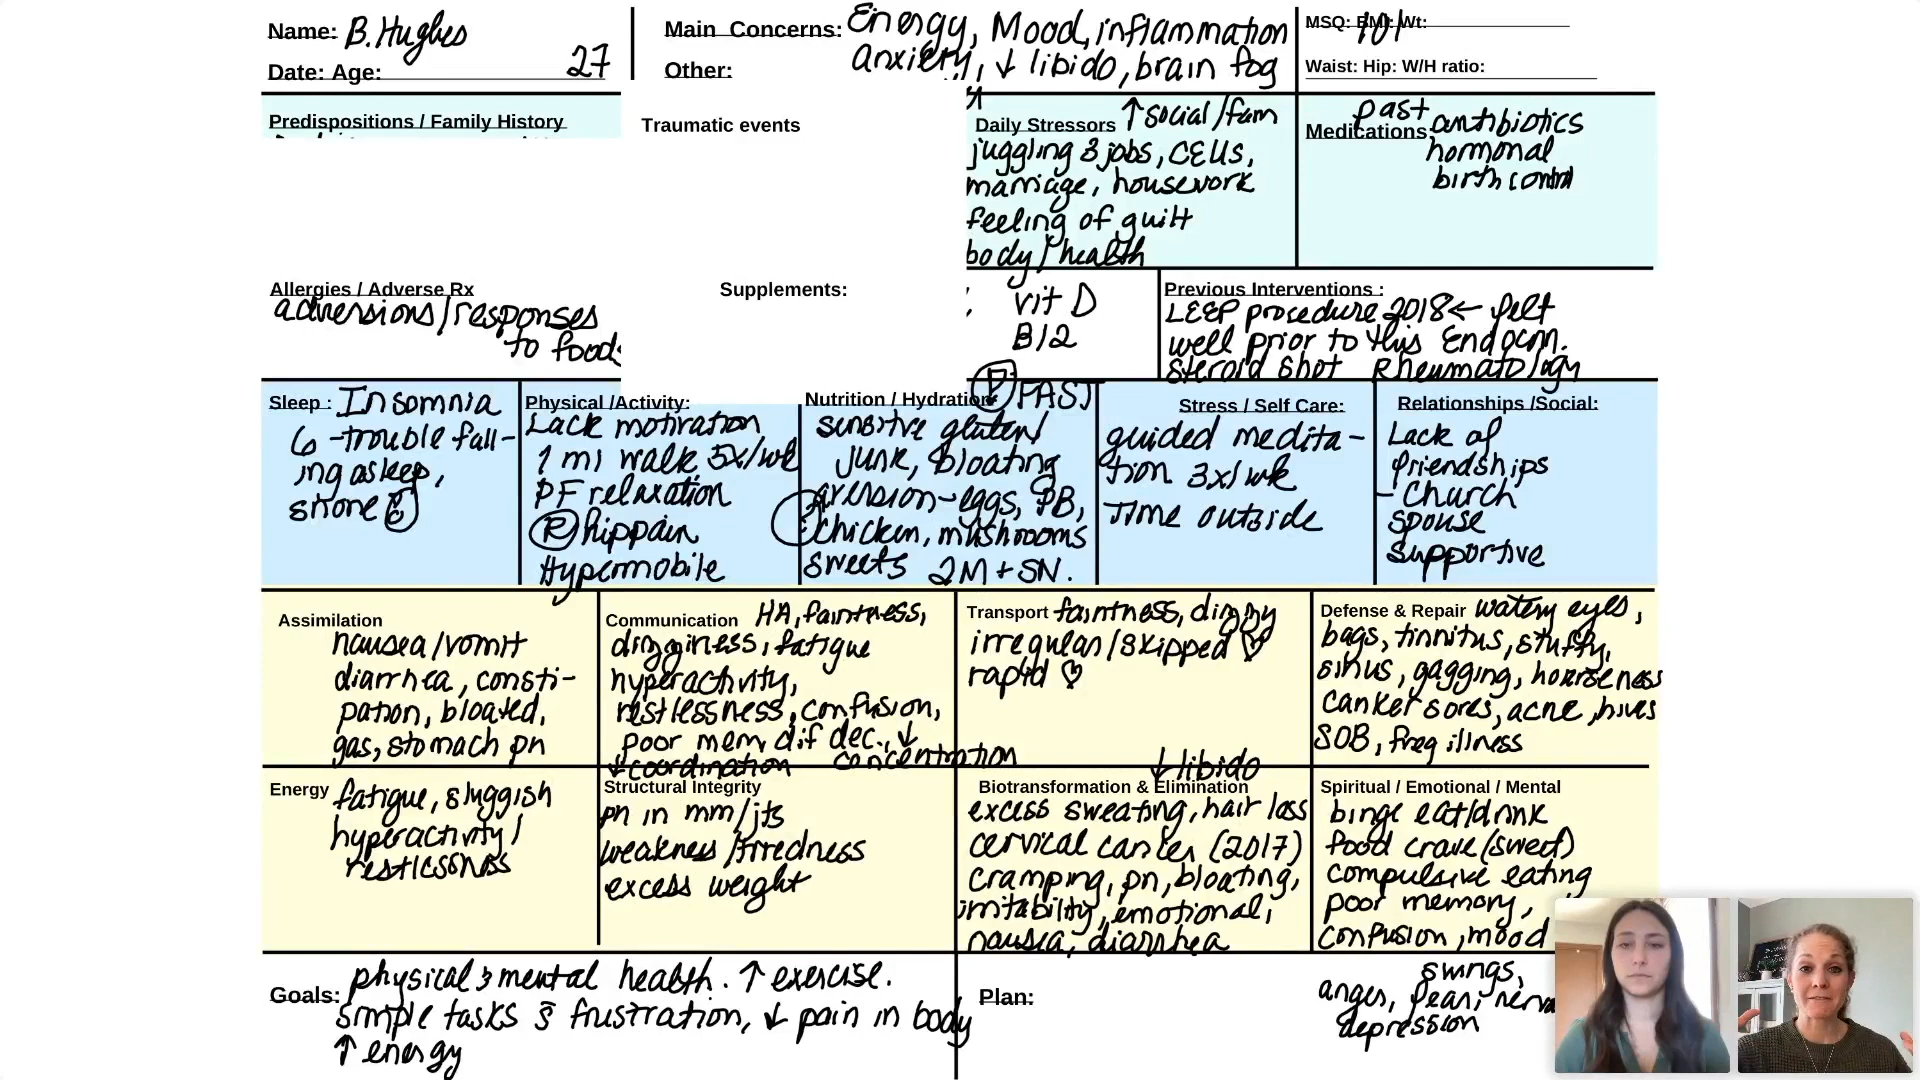 Name: B.Hughes
Date: Age: 27
Main Concerns: Energy, Mood, inflammation
Other: anxiety, ↓ libido, brain fog
MSQ: BMI: Wt: 101
Waist: Hip: W/H ratio:
Predispositions / Family History
Traumatic events
Daily Stressors ↑social/fam
juggling 3 jobs, CEUs,
marriage, housework
feeling of guilt
body/health
Medications: past antibiotics
hormonal
birth control
Allergies / Adverse Rx
adversions/responses
to foods
Supplements: vit D
B12
Previous Interventions :
LEEP procedure 2018← felt
well prior to this Endocrin.
steroid shot Rheumatology
Sleep : Insomnia
6 -trouble fall-
ing asleep,
snore
Physical /Activity:
Lack motivation
1 mi walk 5x/wk
PF relaxation
R hippain
Hypermobile
Nutrition / Hydration: P FAST
sensitive gluten/
junk, bloating
aversion-eggs, PB,
chicken, mushrooms
sweets 2M + SN.
Stress / Self Care:
guided medita-
tion 3x/wk
Time outside
Relationships /Social:
Lack of
friendships
- Church
spouse
supportive
Assimilation
nausea/vomit
diarrhea, consti-
pation, bloated,
gas, stomach pn
Communication HA, faintness,
dizziness, fatigue
hyperactivity,
restlessness, confusion,
poor mem, dif dec., ↓
↓coordination concentration
Transport faintness, dizzy
irregular/skipped ♡
rapid ♡
Defense & Repair watery eyes,
bags, tinnitus, stuffy,
sinus, gagging, hoarseness
canker sores, acne, hives
SOB, freq illness
Energy fatigue, sluggish
hyperactivity/
restlessness
Structural Integrity
pn in mm/jts
weakness/tiredness
excess weight
↓libido
Biotransformation & Elimination
excess sweating, hair loss
cervical cancer (2017)
cramping, pn, bloating,
irritability, emotional,
nausea, diarrhea
Spiritual / Emotional / Mental
binge eat/drink
food crave (sweet)
compulsive eating
poor memory,
confusion, mood
swings,
anger, fear, nerv
depression
Goals: physical & mental health. ↑ exercise.
simple tasks s̄ frustration, ↓ pain in body
↑ energy
Plan: